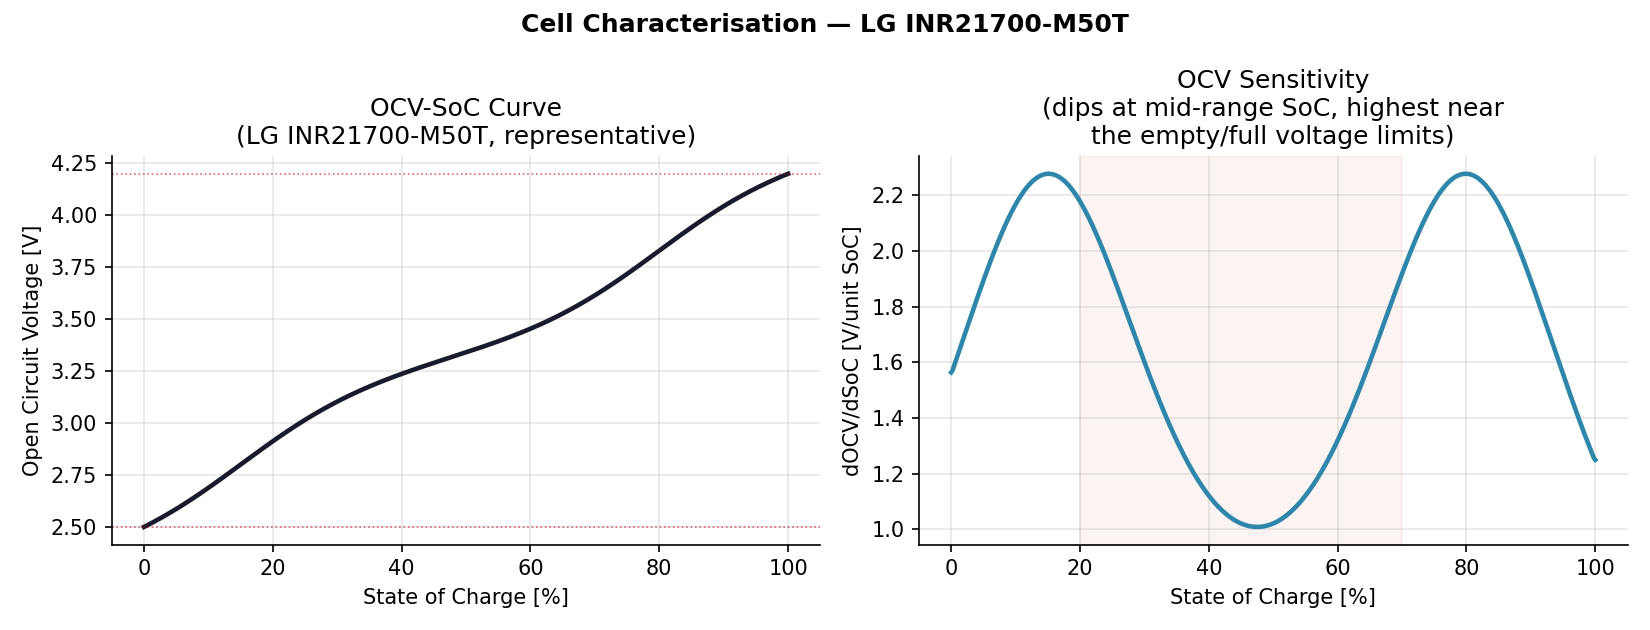 Cell Characterisation — LG INR21700-M50T
OCV-SoC Curve
(LG INR21700-M50T, representative)
4.25
4.00
3.75
3.50
3.25
3.00
2.75
2.50
Open Circuit Voltage [V]
0 20 40 60 80 100
State of Charge [%]
OCV Sensitivity
(dips at mid-range SoC, highest near
the empty/full voltage limits)
2.2
2.0
1.8
1.6
1.4
1.2
1.0
dOCV/dSoC [V/unit SoC]
0 20 40 60 80 100
State of Charge [%]